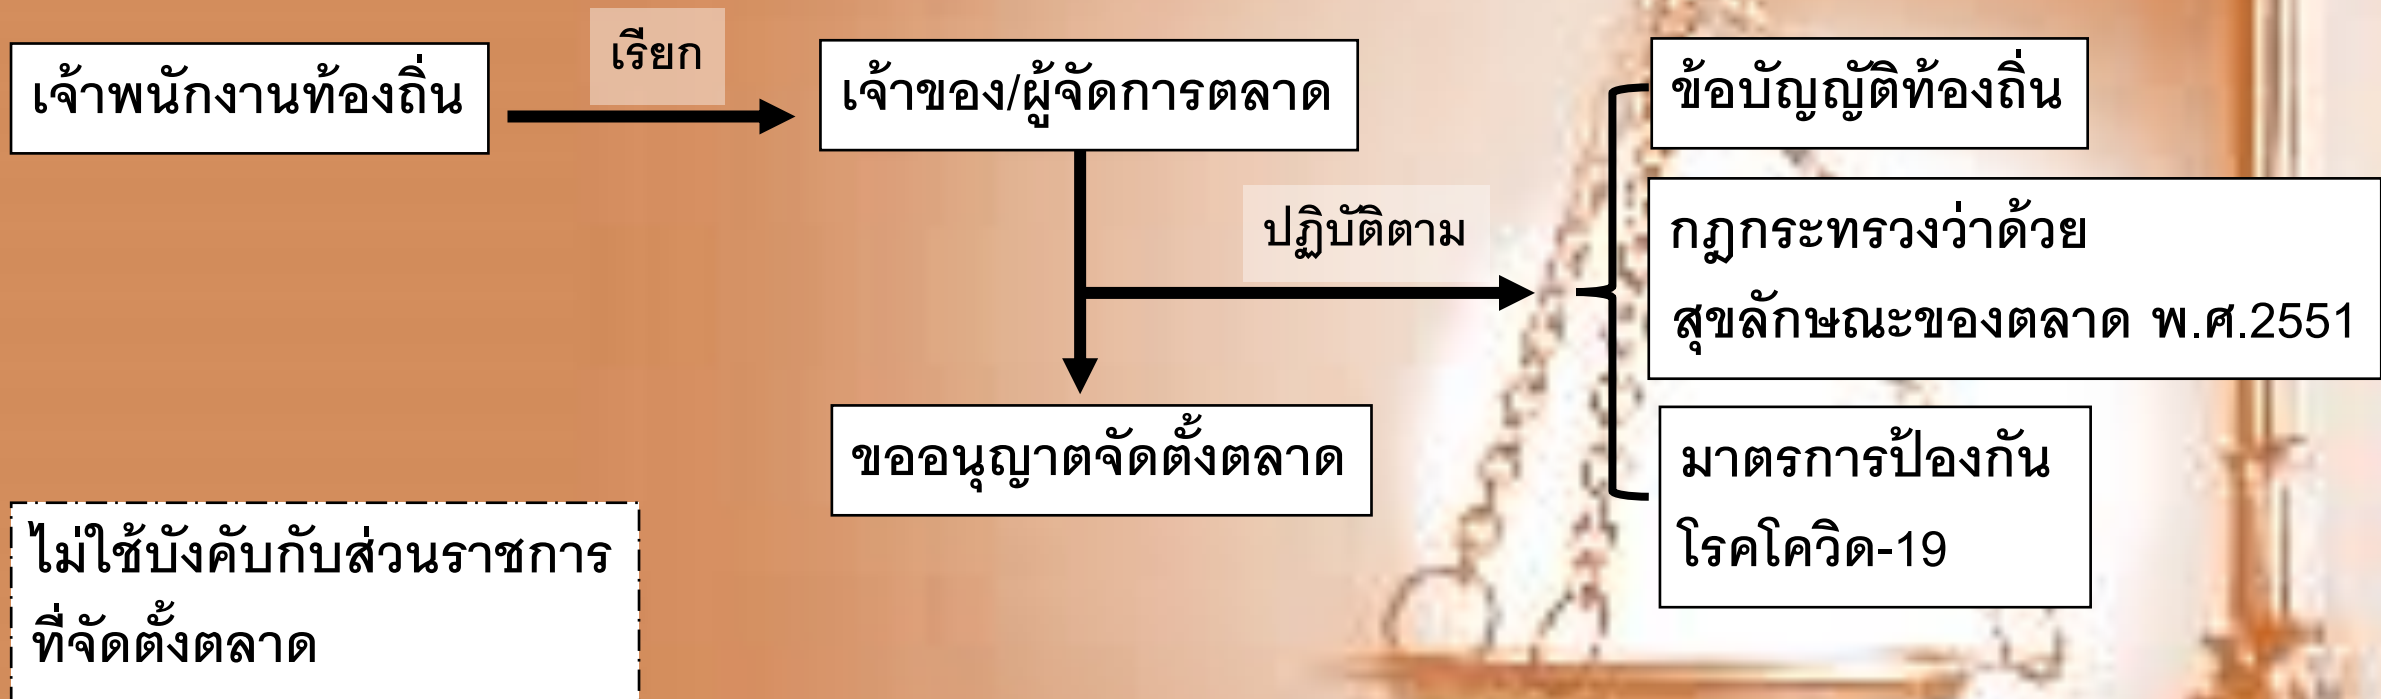 เจ้าพนักงานท้องถิ่น
เรียก
เจ้าของ/ผู้จัดการตลาด
ปฏิบัติตาม
ข้อบัญญัติท้องถิ่น
กฎกระทรวงว่าด้วย
สุขลักษณะของตลาด พ.ศ.2551
มาตรการป้องกัน
โรคโควิด-19
ขออนุญาตจัดตั้งตลาด
ไม่ใช้บังคับกับส่วนราชการ
ที่จัดตั้งตลาด